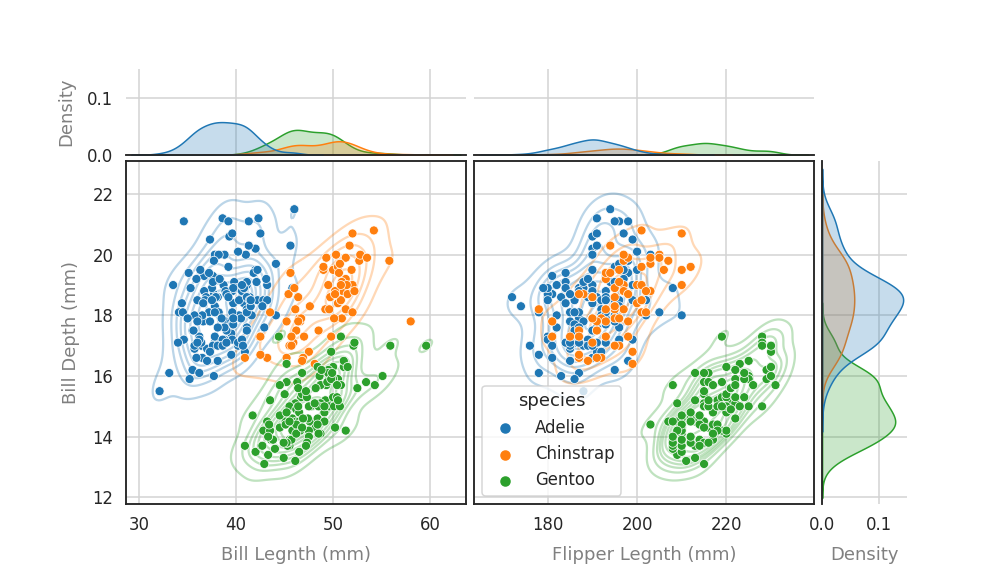 Density
0.1
0.0
Bill Depth (mm)
22
20
18
16
14
12
species
Adelie
Chinstrap
Gentoo
30 40 50 60 180 200 220 0.0 0.1
Bill Legnth (mm) Flipper Legnth (mm) Density